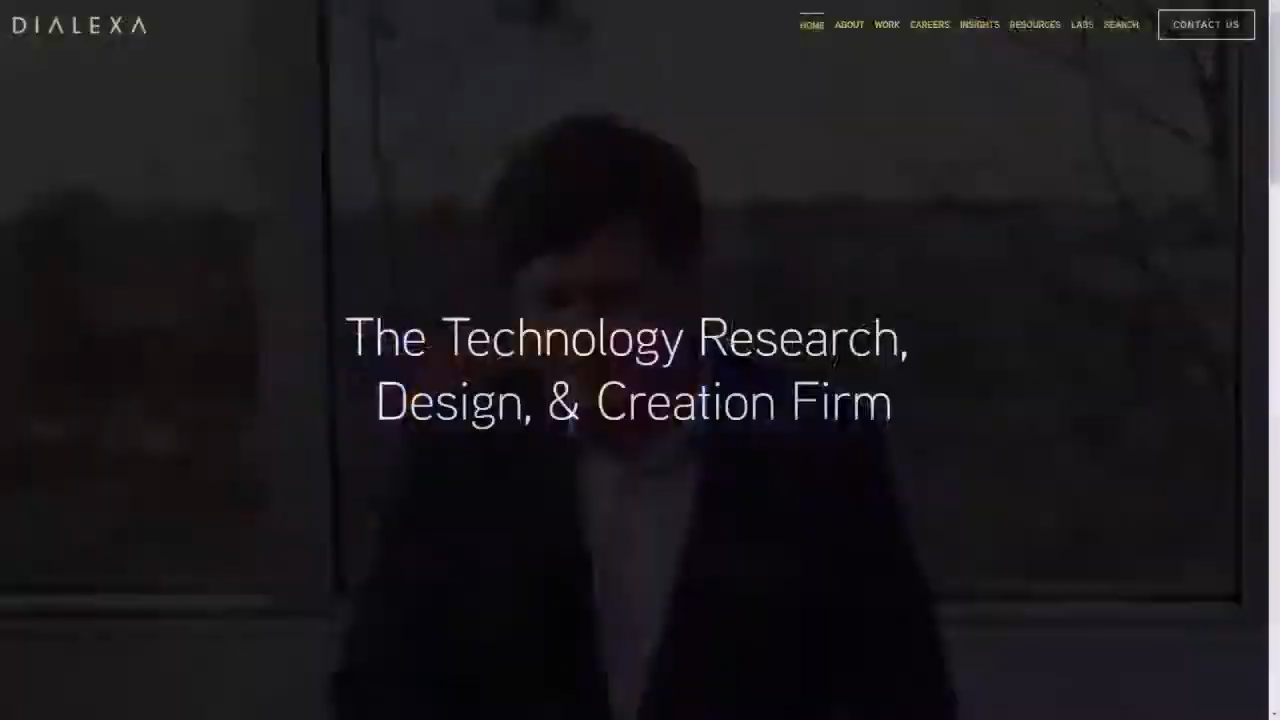 DIALEXA
HOME ABOUT WORK CAREERS INSIGHTS RESOURCES LABS SEARCH CONTACT US
The Technology Research,
Design, & Creation Firm